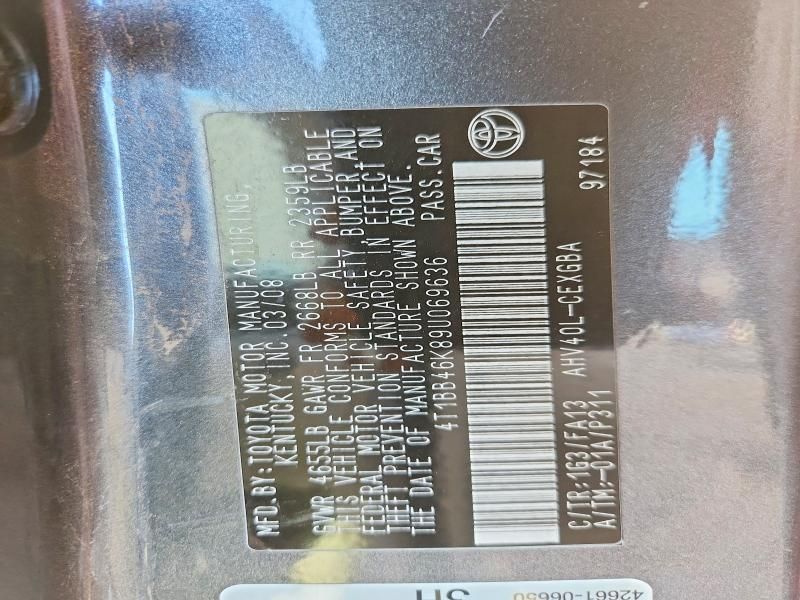 MFD. BY: TOYOTA MOTOR MANUFACTURING,
KENTUCKY, INC. 03/08
GVWR 4655LB GAWR FR 2668LB RR 2359LB
THIS VEHICLE CONFORMS TO ALL APPLICABLE
FEDERAL MOTOR VEHICLE SAFETY, BUMPER, AND
THEFT PREVENTION STANDARDS IN EFFECT ON
THE DATE OF MANUFACTURE SHOWN ABOVE.
4T1BB46K89U069636 PASS. CAR
C/TR:1G3/FA13 AHV40L-CEXGBA
A/TM:-01A/P311 97184
42661-06650